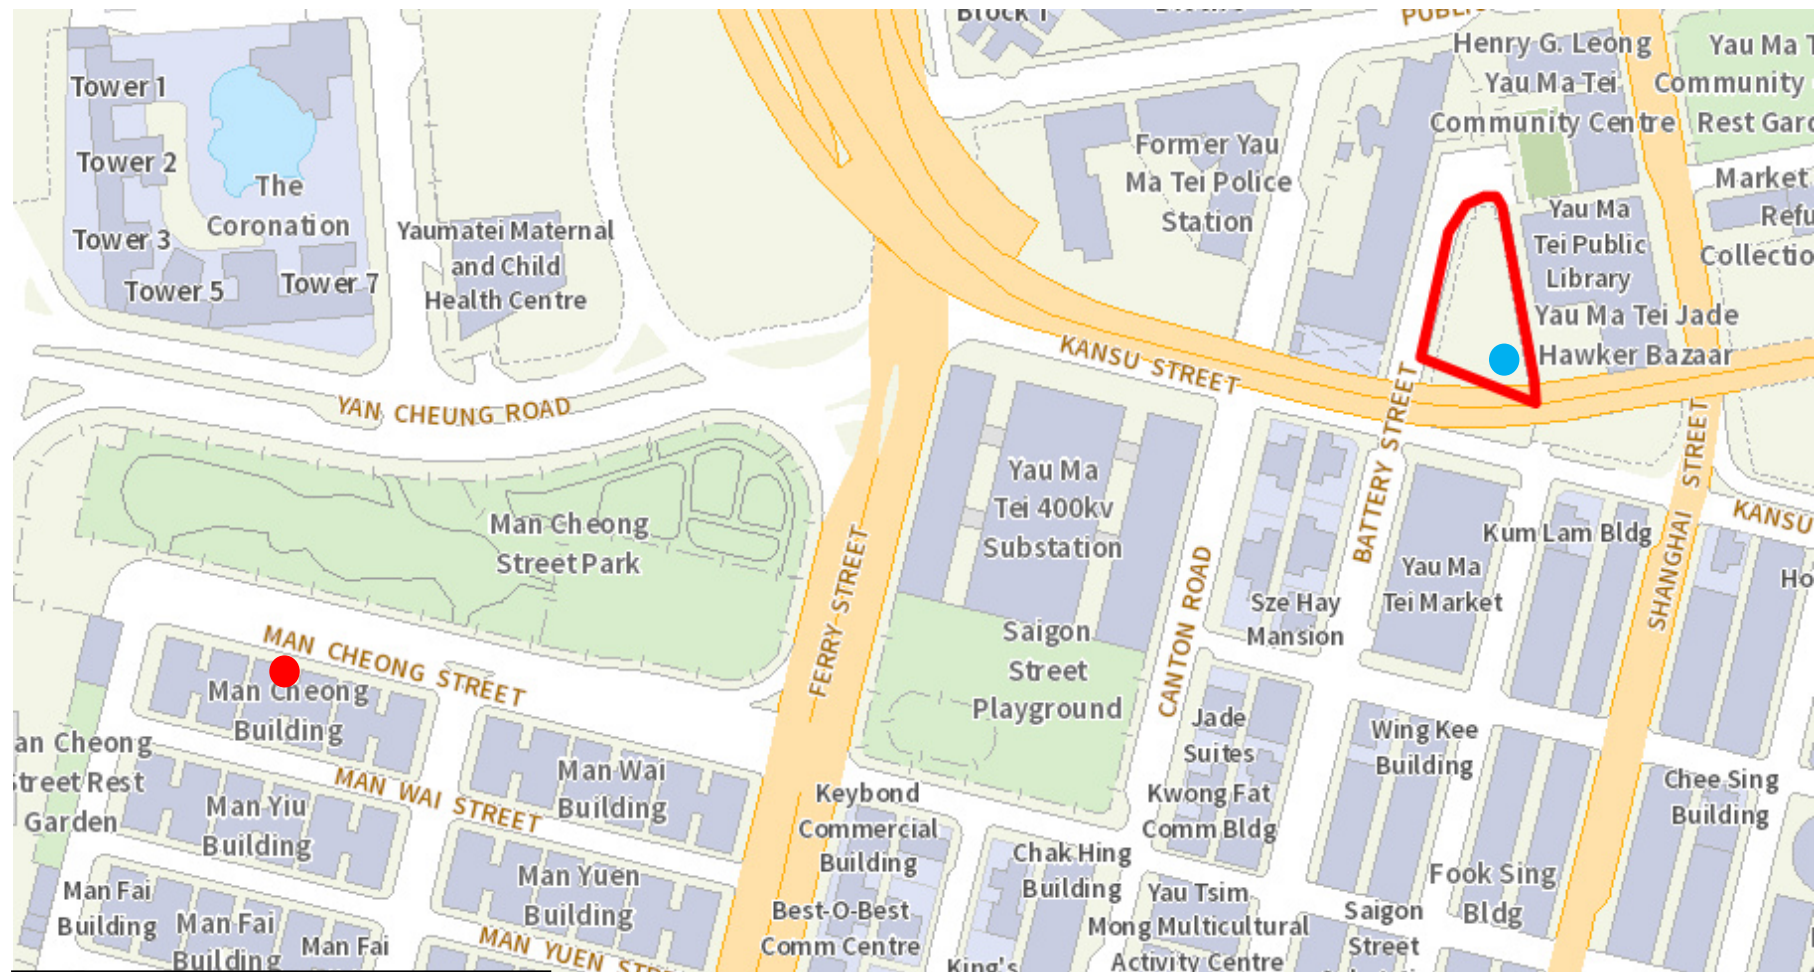 Block 1
Henry G. Leong
Yau Ma Tei
Community Centre
Yau Ma T
Community
Rest Gard
Tower 1
Tower 2
The
Coronation
Tower 3
Tower 5
Tower 7
Yaumatei Maternal
and Child
Health Centre
Former Yau
Ma Tei Police
Station
Yau Ma
Tei Public
Library
Market
Refu
Collectio
Yau Ma Tei Jade
Hawker Bazaar
KANSU STREET
YAN CHEUNG ROAD
BATTERY STREET
SHANGHAI STREET
KANSU
Man Cheong
Street Park
Yau Ma
Tei 400kv
Substation
FERRY STREET
CANTON ROAD
Kum Lam Bldg
Yau Ma
Tei Market
Ho
Sze Hay
Mansion
Saigon
Street
Playground
MAN CHEONG STREET
Man Cheong
Building
an Cheong
treet Rest
Garden
MAN WAI STREET
Man Wai
Building
Man Yiu
Building
Jade
Suites
Wing Kee
Building
Chee Sing
Building
Keybond
Commercial
Building
Kwong Fat
Comm Bldg
Chak Hing
Building
Man Yuen
Building
Fook Sing
Bldg
Man Fai
Building
Man Fai
Building
Man Fai
Best-O-Best
Comm Centre
Yau Tsim
Mong Multicultural
Activity Centre
Saigon
Street
MAN YUEN
King's